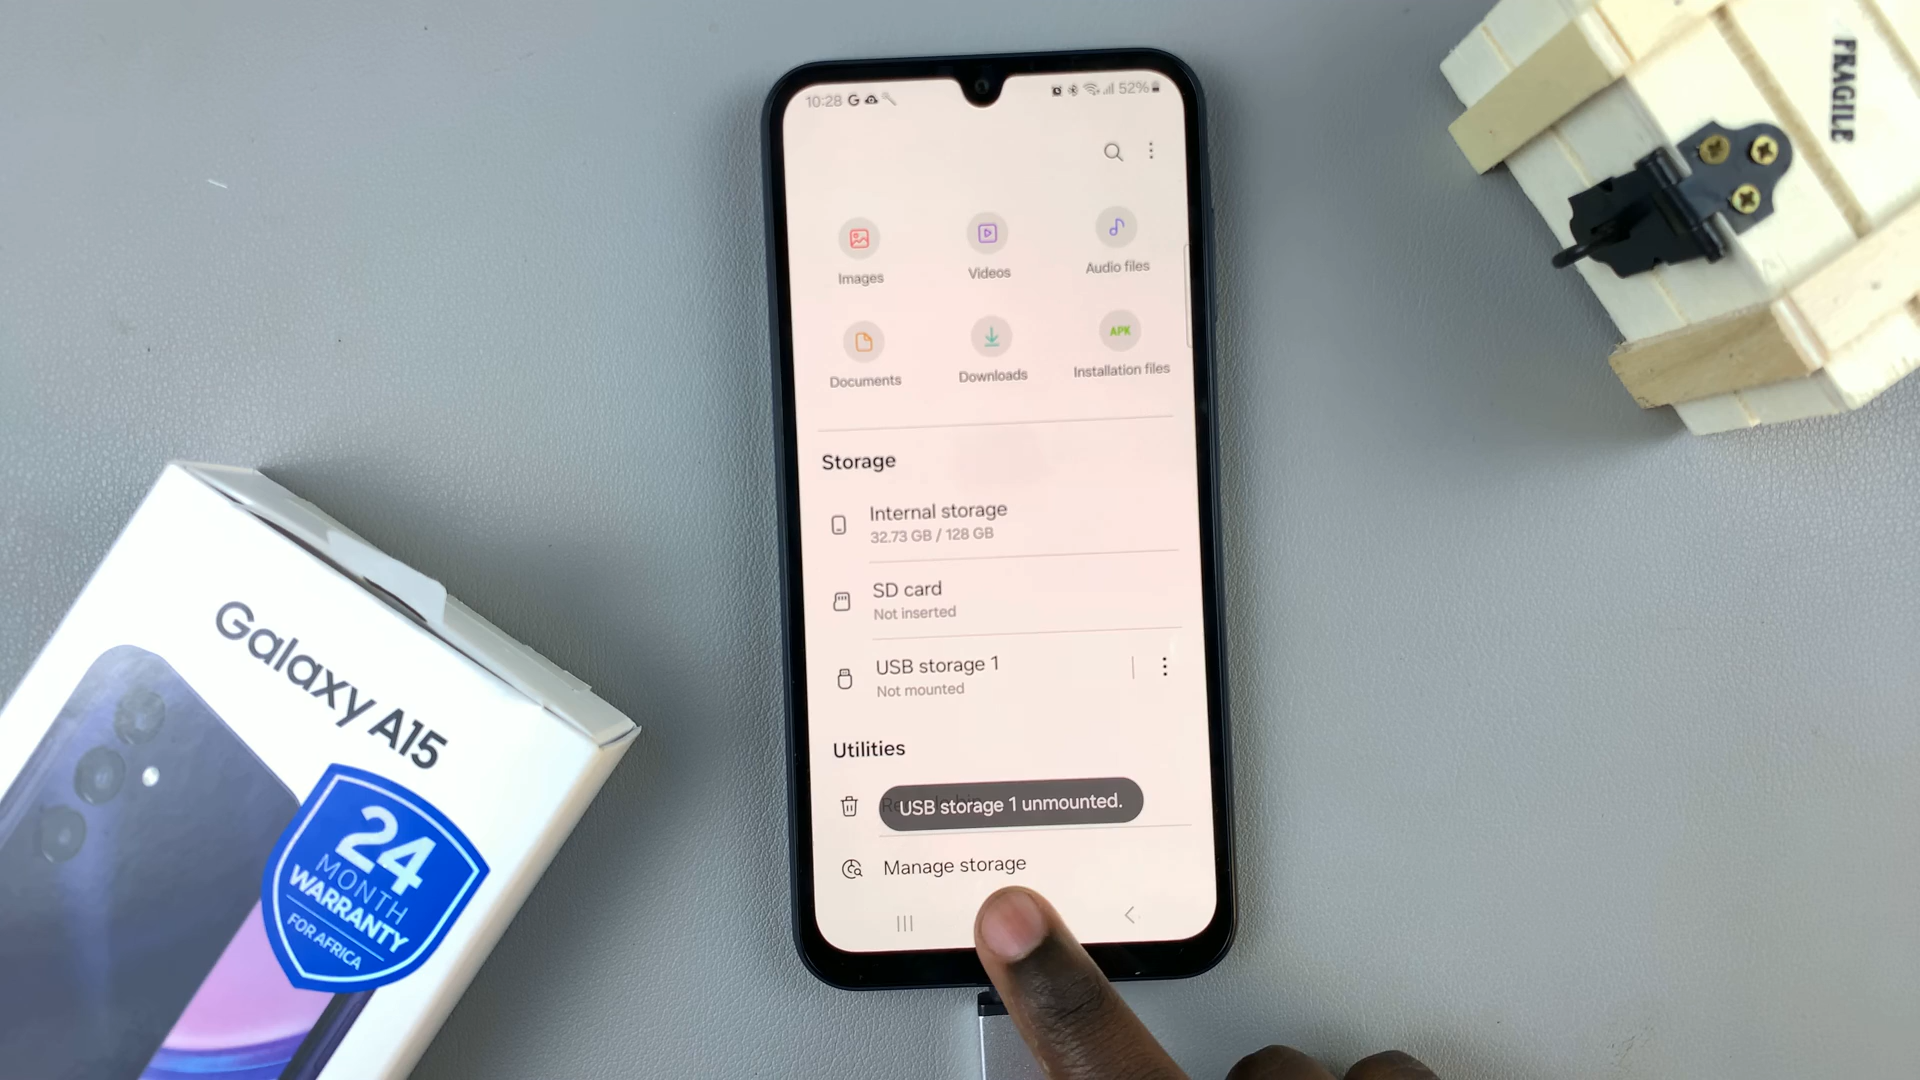 10:28
52%
Images
Videos
Audio files
Documents
Downloads
APK
Installation files
Storage
Internal storage
32.73 GB / 128 GB
SD card
Not inserted
USB storage 1
Not mounted
Utilities
USB storage 1 unmounted.
Manage storage
Galaxy A15
24
MONTH
WARRANTY
FOR AFRICA
FRAGILE